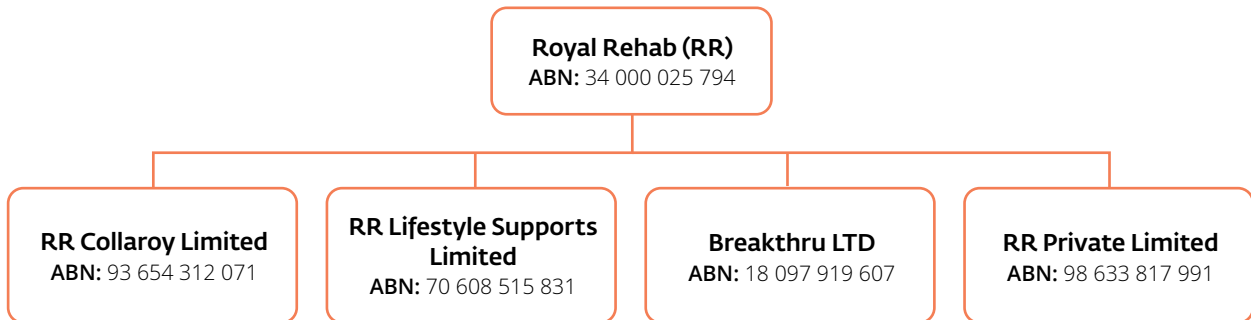 Royal Rehab (RR)
ABN: 34 000 025 794
RR Collaroy Limited
ABN: 93 654 312 071
RR Lifestyle Supports
Limited
ABN: 70 608 515 831
Breakthru LTD
ABN: 18 097 919 607
RR Private Limited
ABN: 98 633 817 991